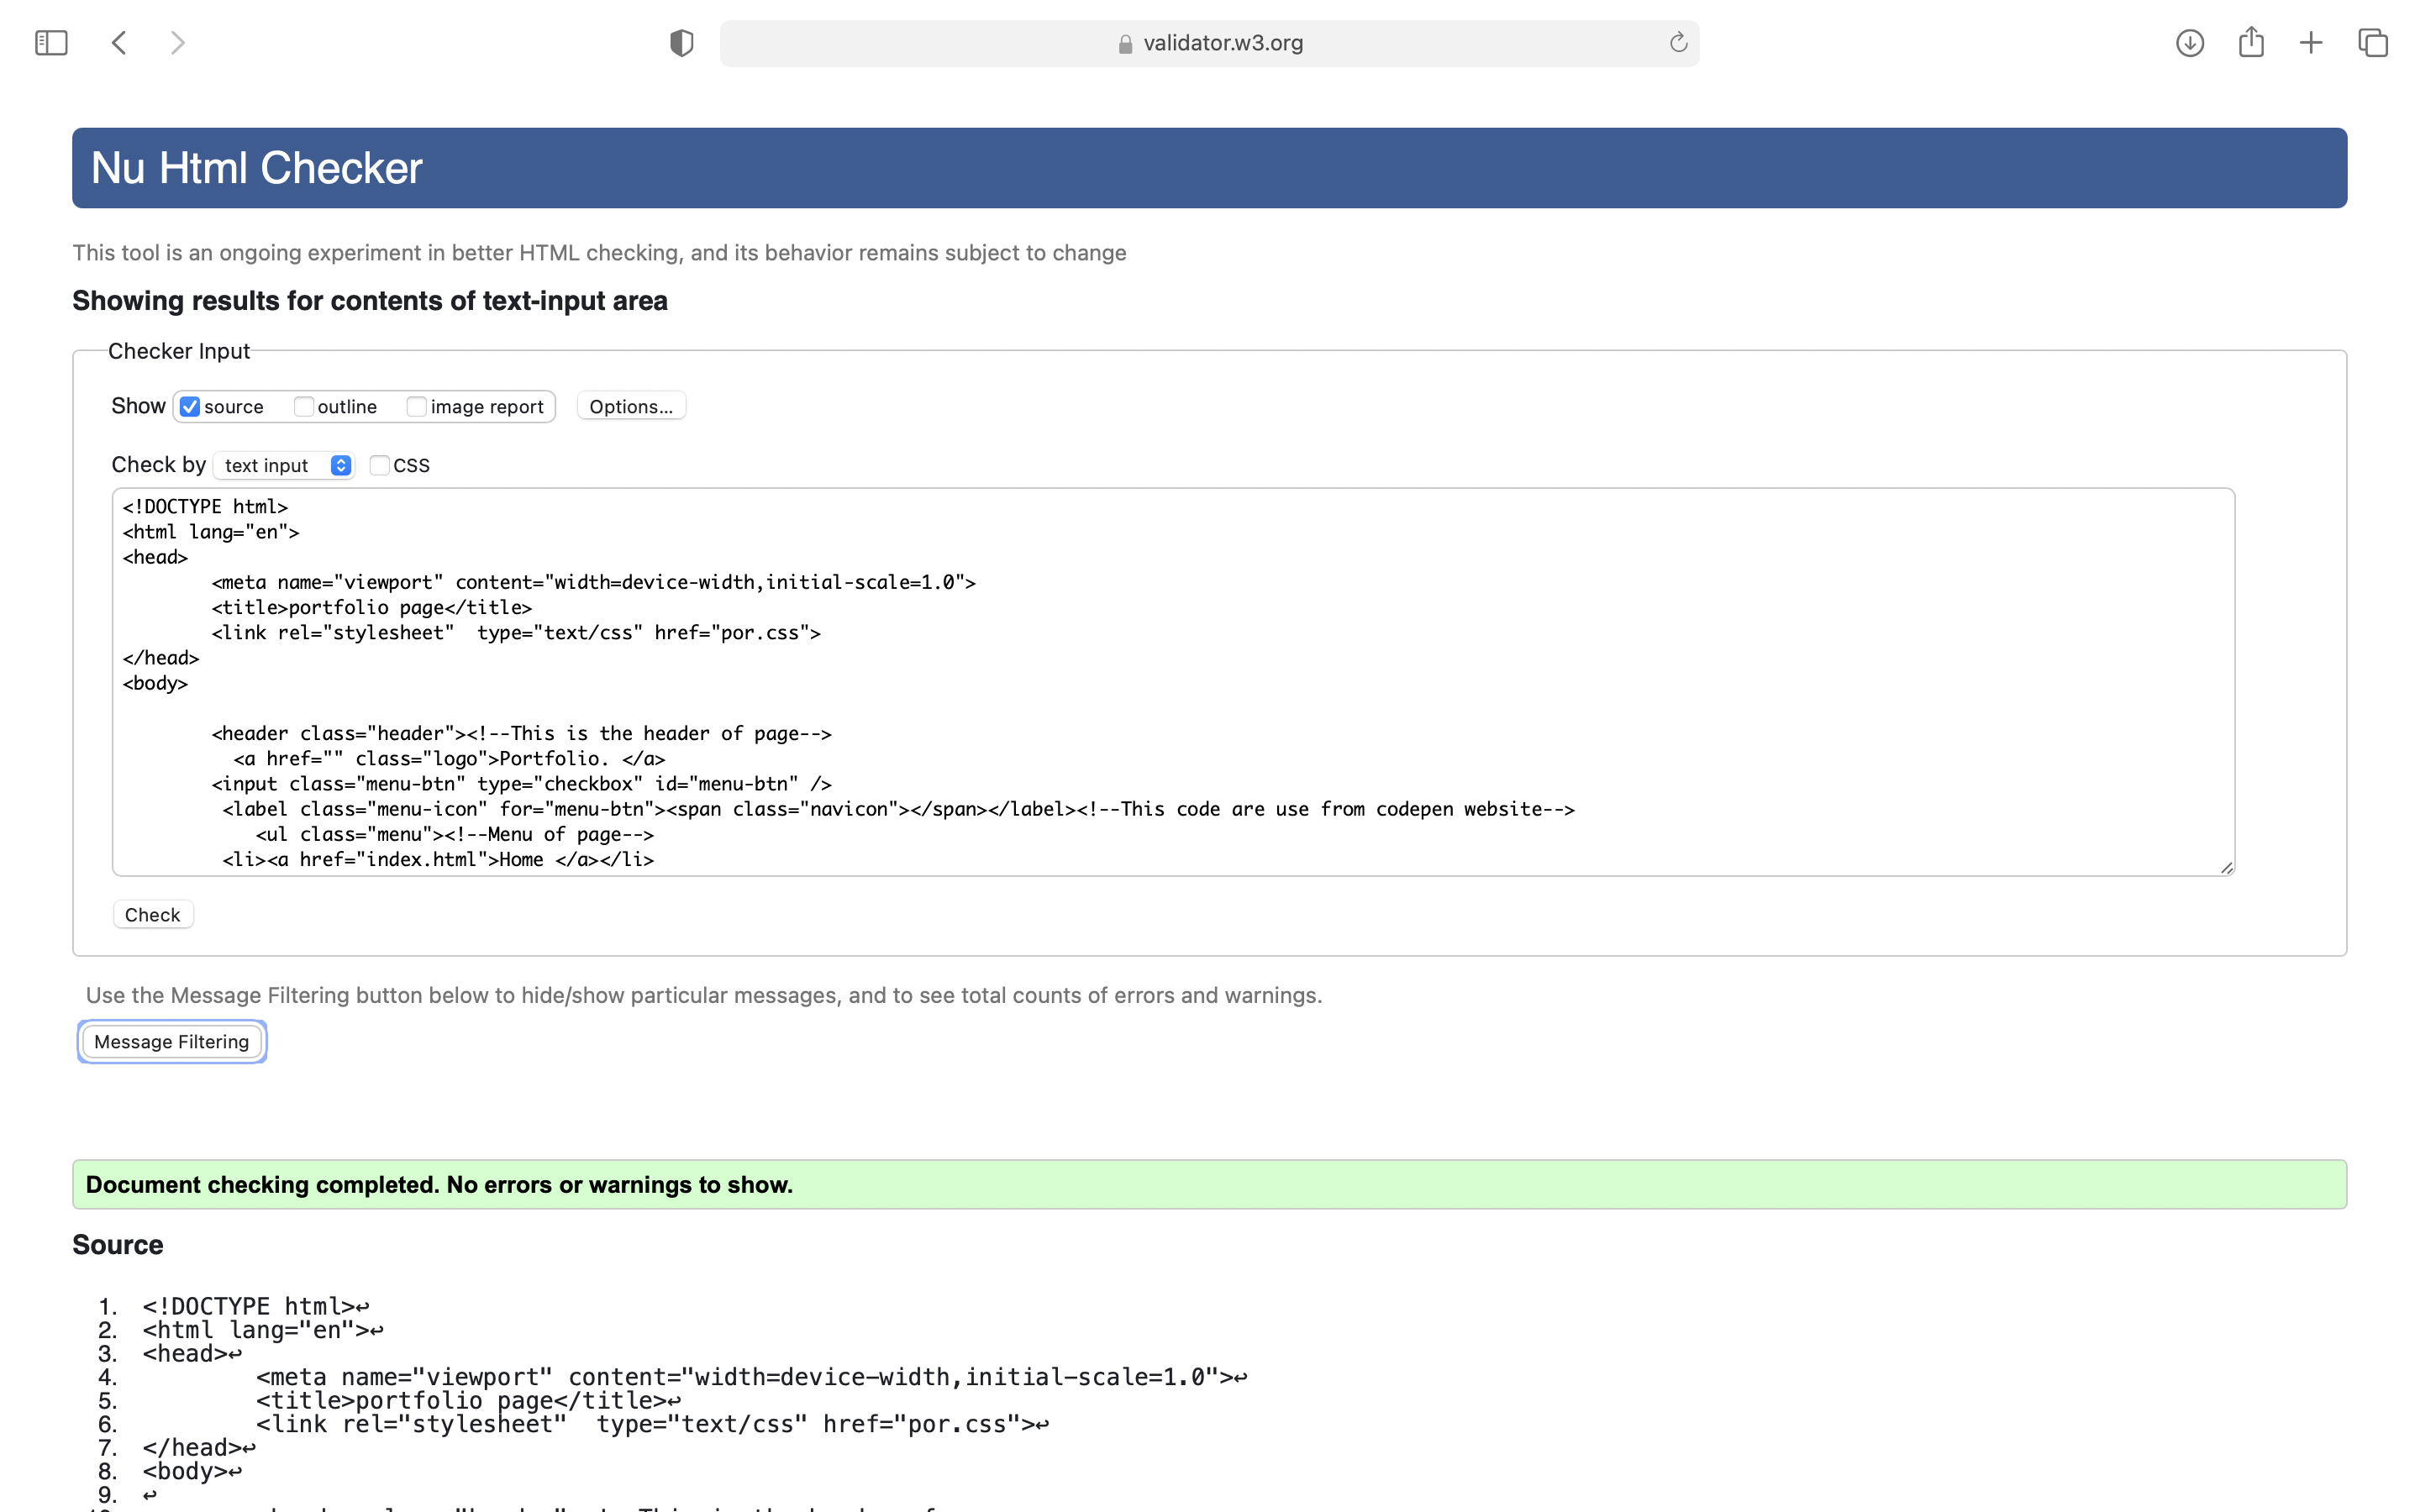 validator.w3.org
Nu Html Checker
This tool is an ongoing experiment in better HTML checking, and its behavior remains subject to change
Showing results for contents of text-input area
Checker Input
Show source outline image report Options...
Check by text input CSS
<!DOCTYPE html>
<html lang="en">
<head>
<meta name="viewport" content="width=device-width,initial-scale=1.0">
<title>portfolio page</title>
<link rel="stylesheet"  type="text/css" href="por.css">
</head>
<body>
<header class="header"><!--This is the header of page-->
<a href="" class="logo">Portfolio. </a>
<input class="menu-btn" type="checkbox" id="menu-btn" />
<label class="menu-icon" for="menu-btn"><span class="navicon"></span></label><!--This code are use from codepen website-->
<ul class="menu"><!--Menu of page-->
<li><a href="index.html">Home </a></li>
Check
Use the Message Filtering button below to hide/show particular messages, and to see total counts of errors and warnings.
Message Filtering
Document checking completed. No errors or warnings to show.
Source
1. <!DOCTYPE html>↩
2. <html lang="en">↩
3. <head>↩
4. <meta name="viewport" content="width=device-width,initial-scale=1.0">↩
5. <title>portfolio page</title>↩
6. <link rel="stylesheet"  type="text/css" href="por.css">↩
7. </head>↩
8. <body>↩
9. ↩